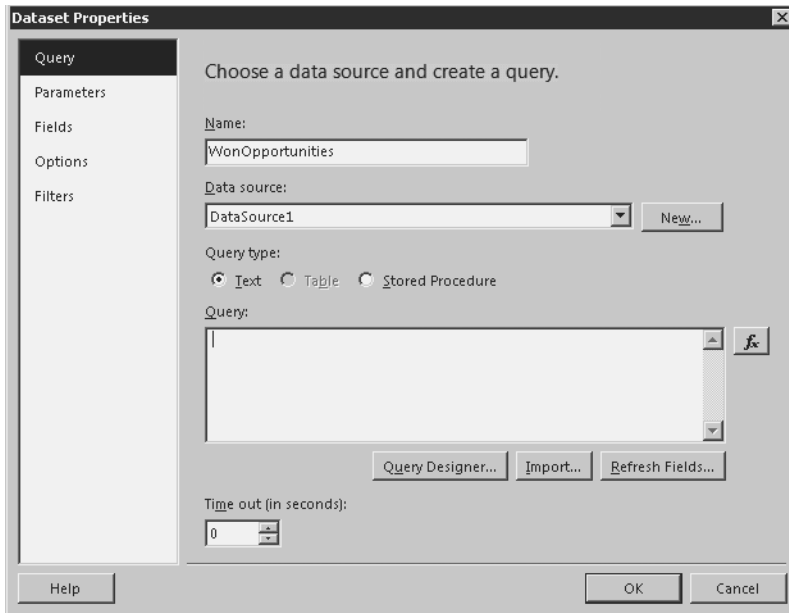 Dataset Properties
Query
Parameters
Fields
Options
Filters
Choose a data source and create a query.
Name:
WonOpportunities
Data source:
DataSource1
New...
Query type:
Text Table Stored Procedure
Query:
fx
Query Designer... Import... Refresh Fields...
Time out (in seconds):
0
Help OK Cancel